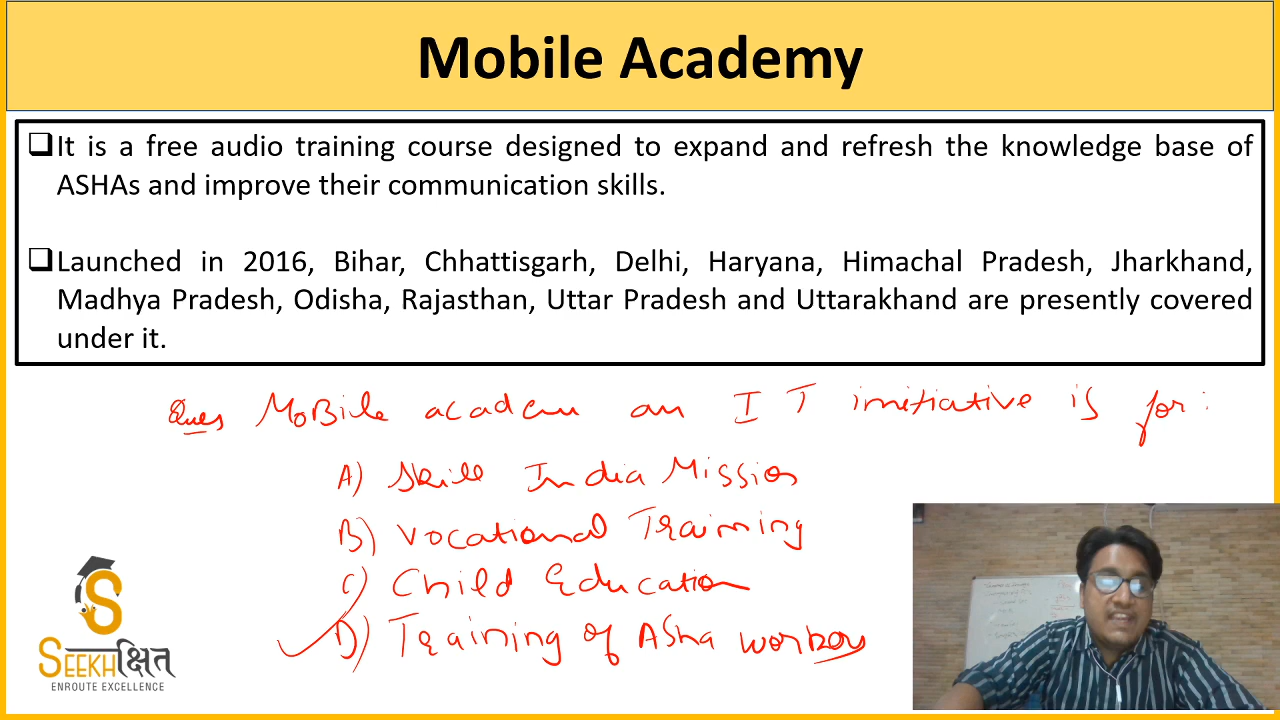 Mobile Academy
❑It is a free audio training course designed to expand and refresh the knowledge base of
ASHAs and improve their communication skills.
❑Launched in 2016, Bihar, Chhattisgarh, Delhi, Haryana, Himachal Pradesh, Jharkhand,
Madhya Pradesh, Odisha, Rajasthan, Uttar Pradesh and Uttarakhand are presently covered
under it.
Ques MoBile academ an IT initiative is for:
A) Skill India Mission
B) Vocational Training
C) Child Education
D) Training of Asha workers
SEEKHक्षित
ENROUTE EXCELLENCE